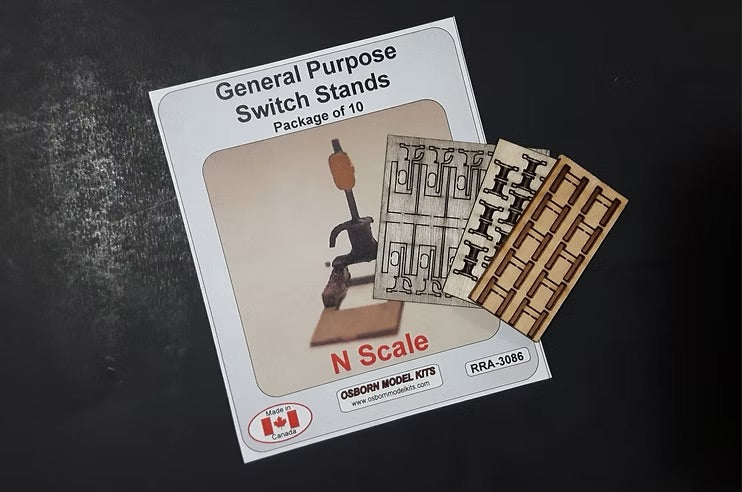 General Purpose
Switch Stands
Package of 10
N Scale
OSBORN MODEL KITS
www.osbornmodelkits.com
RRA-3086
Made in
Canada